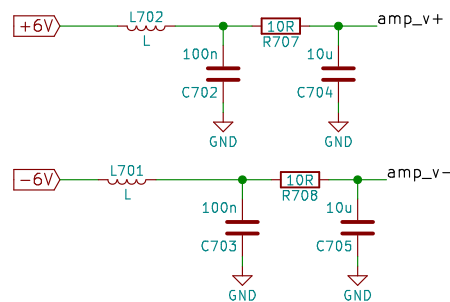 L702
amp_v+
+6V
10R
L
R707
100n
10u
C702
C704
GND
GND
L701
amp_v-
-6V
10R
L
R708
100n
10u
C703
C705
GND
GND